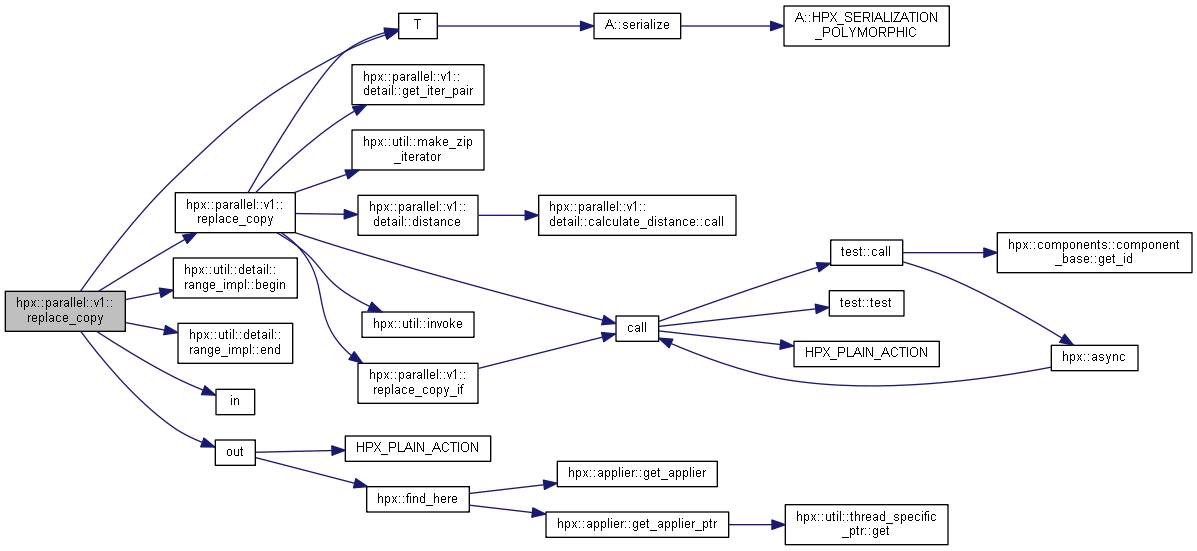 T
A::serialize
A::HPX_SERIALIZATION
_POLYMORPHIC
hpx::parallel::v1::
detail::get_iter_pair
hpx::util::make_zip
_iterator
hpx::parallel::v1::
replace_copy
hpx::parallel::v1::
detail::distance
hpx::parallel::v1::
detail::calculate_distance::call
test::call
hpx::components::component
_base::get_id
hpx::util::detail::
range_impl::begin
hpx::parallel::v1::
replace_copy
test::test
hpx::util::invoke
call
hpx::util::detail::
range_impl::end
HPX_PLAIN_ACTION
hpx::async
hpx::parallel::v1::
replace_copy_if
in
out
HPX_PLAIN_ACTION
hpx::find_here
hpx::applier::get_applier
hpx::applier::get_applier_ptr
hpx::util::thread_specific
_ptr::get